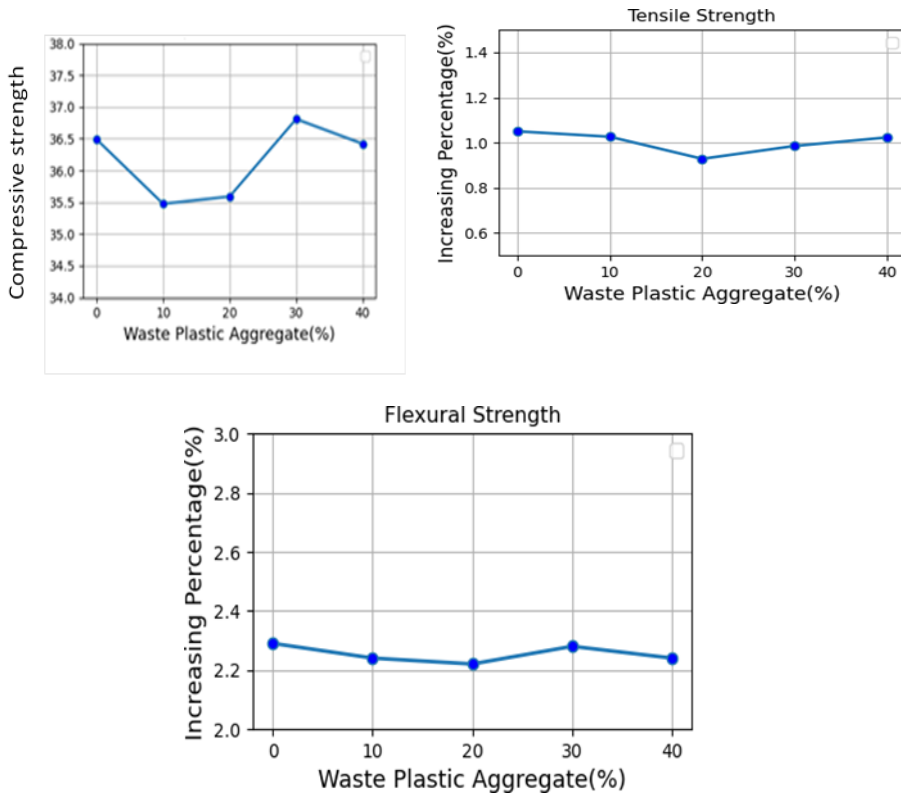 Compressive strength
38.0
37.5
37.0
36.5
36.0
35.5
35.0
34.5
34.0
0 10 20 30 40
Waste Plastic Aggregate(%)
Tensile Strength
Increasing Percentage(%)
1.4
1.2
1.0
0.8
0.6
0 10 20 30 40
Waste Plastic Aggregate(%)
Flexural Strength
Increasing Percentage(%)
3.0
2.8
2.6
2.4
2.2
2.0
0 10 20 30 40
Waste Plastic Aggregate(%)